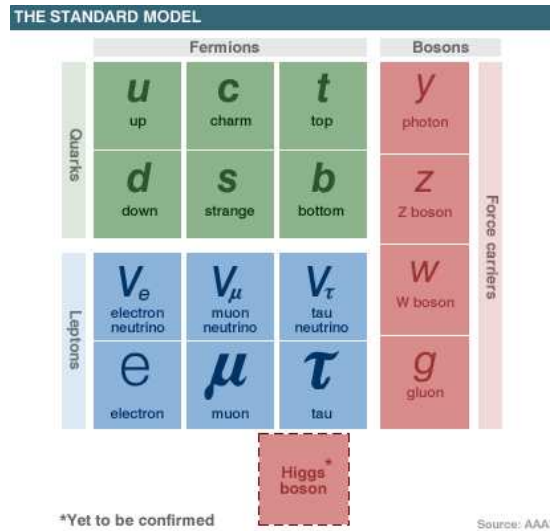 THE STANDARD MODEL
Fermions
Bosons
Quarks
u
up
c
charm
t
top
d
down
s
strange
b
bottom
Leptons
Ve
electron
neutrino
Vμ
muon
neutrino
Vτ
tau
neutrino
e
electron
μ
muon
τ
tau
y
photon
z
Z boson
w
W boson
g
gluon
Force carriers
Higgs*
boson
*Yet to be confirmed
Source: AAA